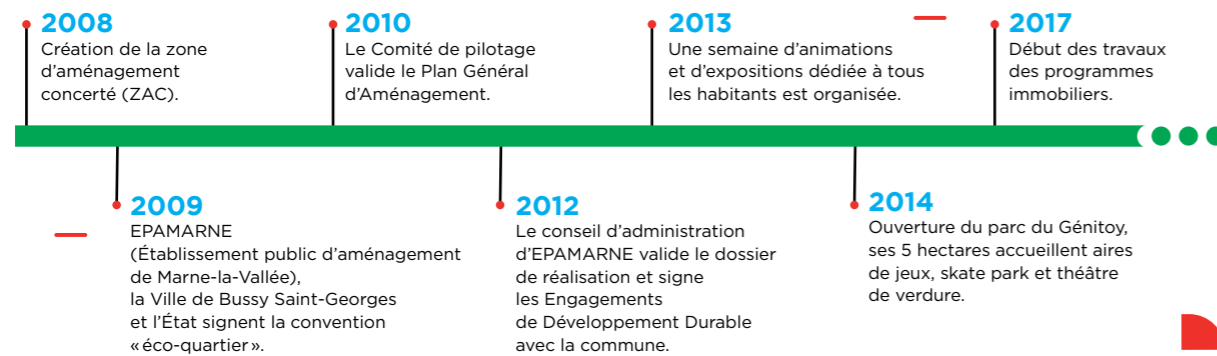 2008
Création de la zone
d’aménagement
concerté (ZAC).
2010
Le Comité de pilotage
valide le Plan Général
d’Aménagement.
2013
Une semaine d’animations
et d’expositions dédiée à tous
les habitants est organisée.
2017
Début des travaux
des programmes
immobiliers.
2009
EPAMARNE
(Établissement public d’aménagement
de Marne-la-Vallée),
la Ville de Bussy Saint-Georges
et l’État signent la convention
«éco-quartier».
2012
Le conseil d’administration
d’EPAMARNE valide le dossier
de réalisation et signe
les Engagements
de Développement Durable
avec la commune.
2014
Ouverture du parc du Génitoy,
ses 5 hectares accueillent aires
de jeux, skate park et théâtre
de verdure.